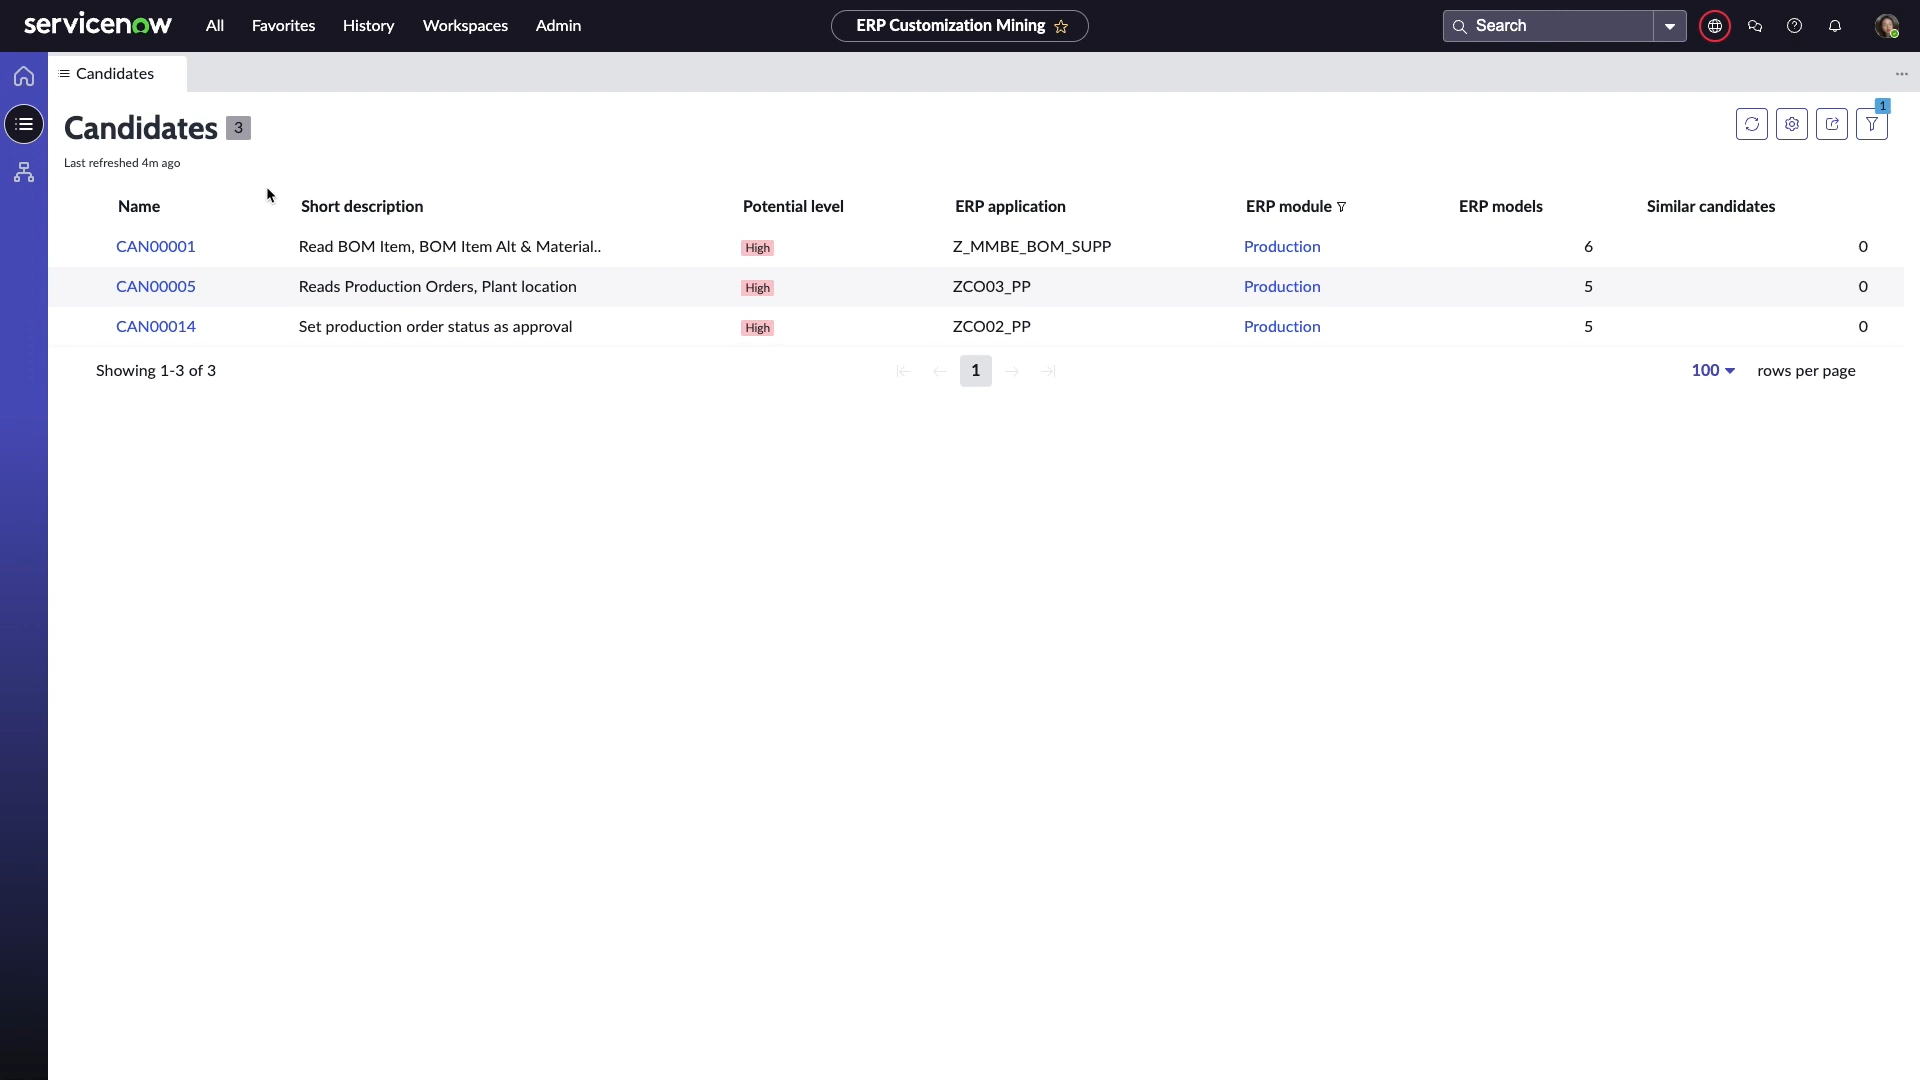 servicenow All Favorites History Workspaces Admin ERP Customization Mining Search
Candidates
1
Candidates 3
Last refreshed 4m ago
Name Short description Potential level ERP application ERP module ERP models Similar candidates
CAN00001 Read BOM Item, BOM Item Alt & Material.. High Z_MMBE_BOM_SUPP Production 6 0
CAN00005 Reads Production Orders, Plant location High ZCO03_PP Production 5 0
CAN00014 Set production order status as approval High ZCO02_PP Production 5 0
Showing 1-3 of 3 1 100 rows per page